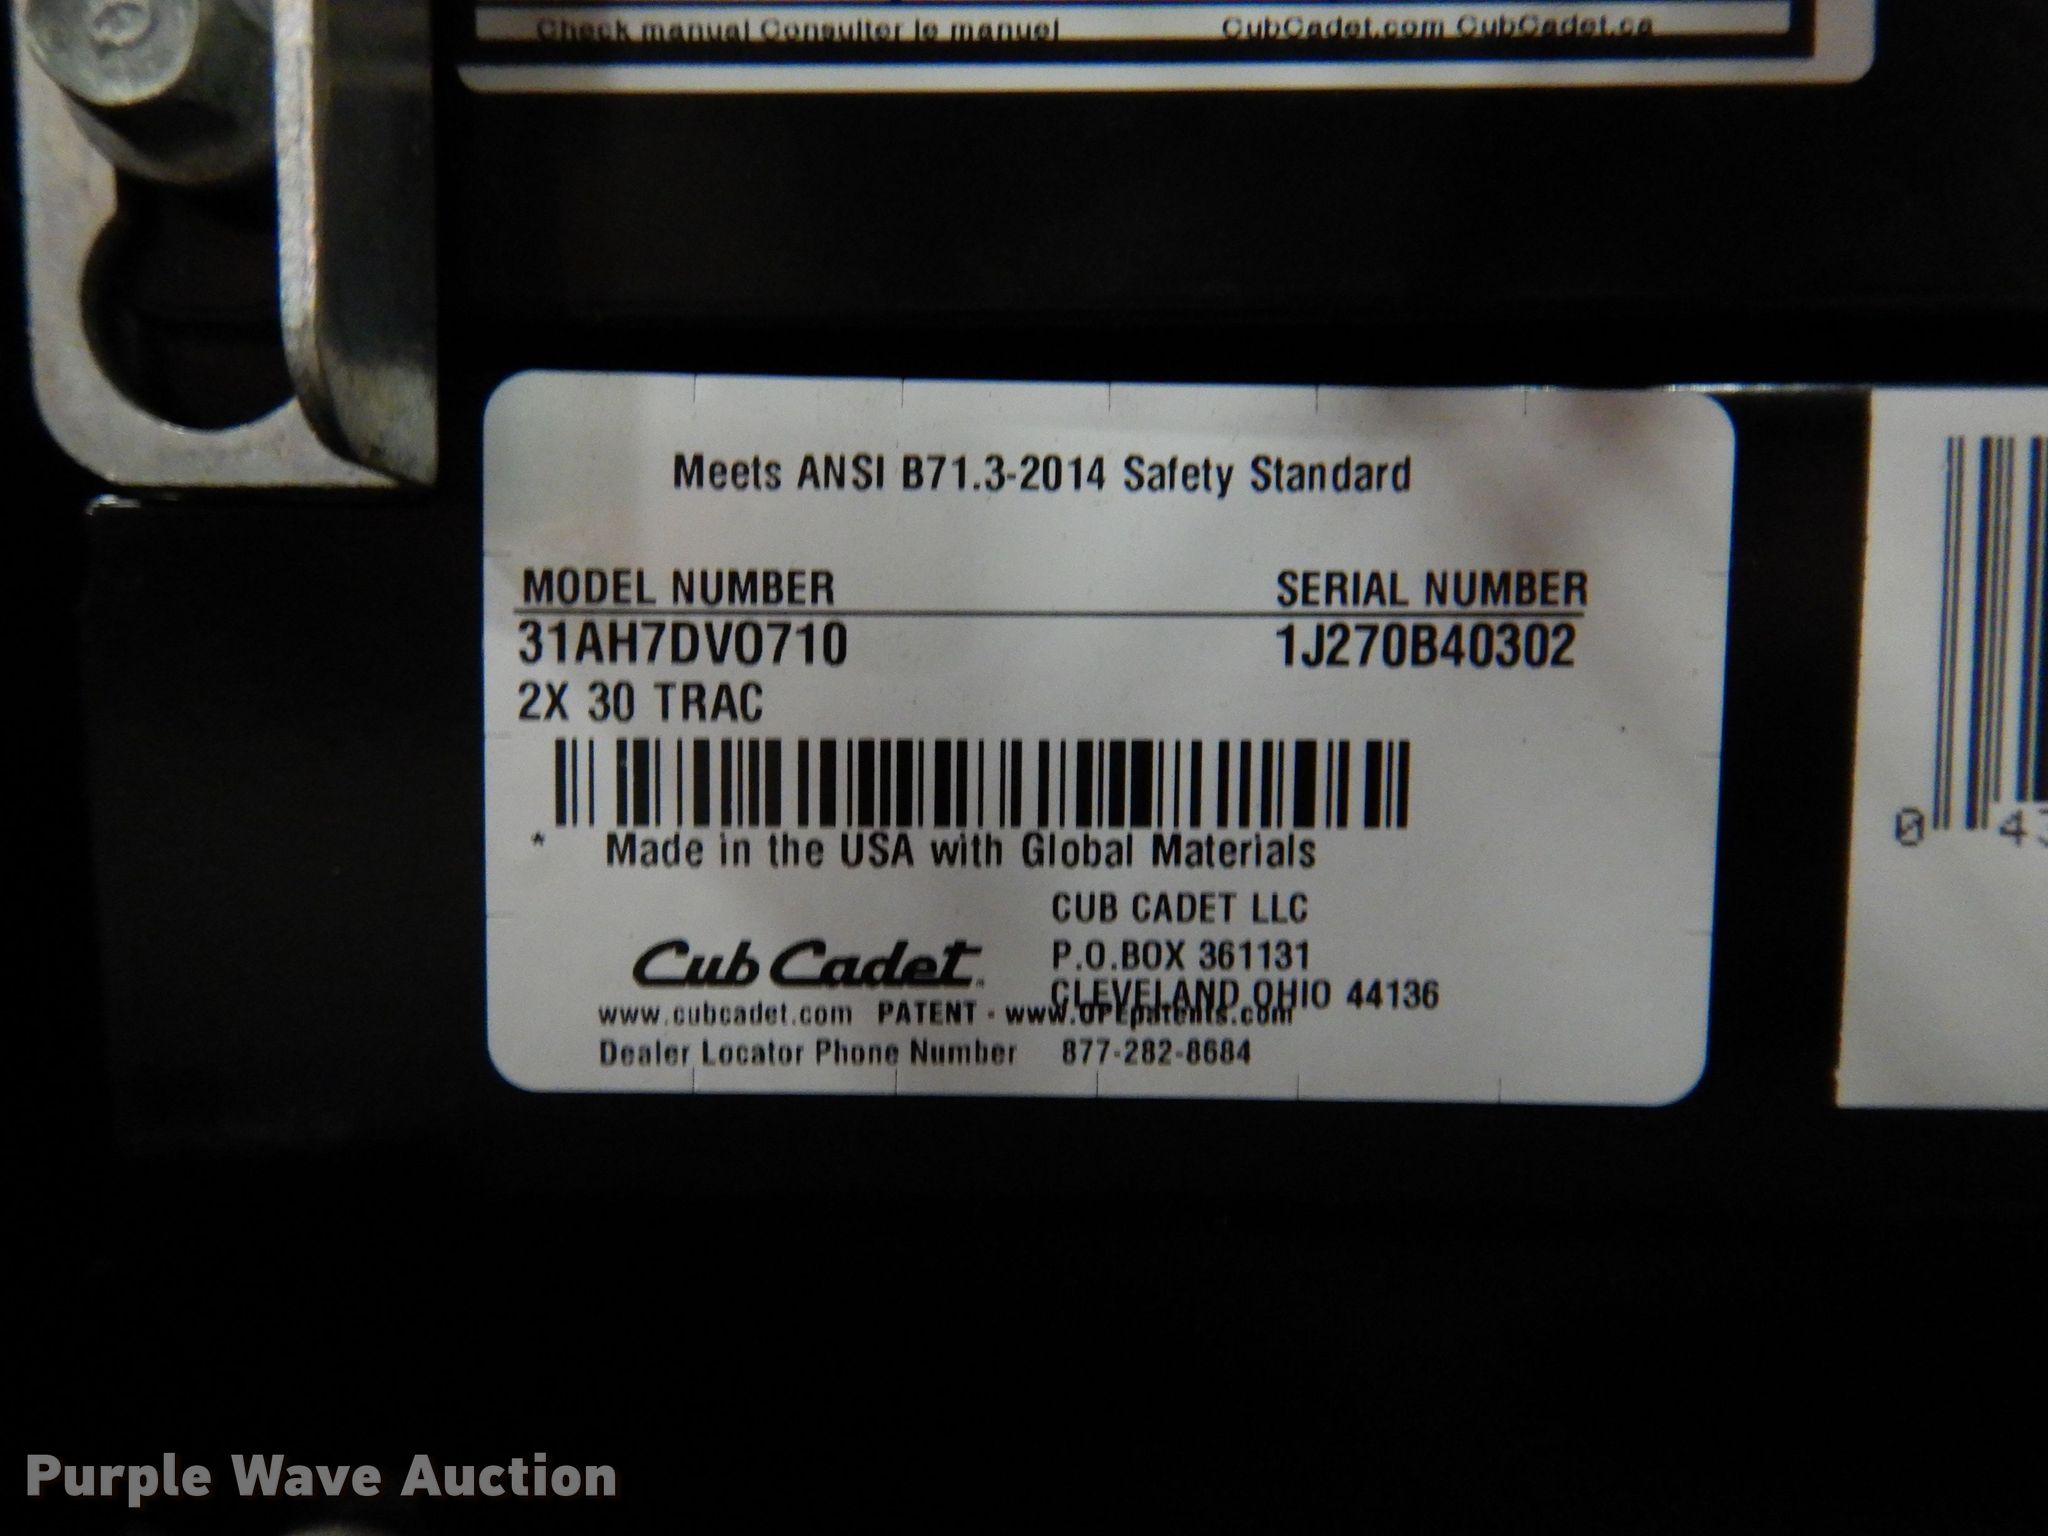 Check manual Consulter le manuel CubCadet.com CubCadet.ca
Meets ANSI B71.3-2014 Safety Standard
MODEL NUMBER SERIAL NUMBER
31AH7DVO710 1J270B40302
2X 30 TRAC
* Made in the USA with Global Materials
CUB CADET LLC
Cub Cadet P.O.BOX 361131
CLEVELAND OHIO 44136
www.cubcadet.com PATENT - www.OPEpatents.com
Dealer Locator Phone Number 877-282-8684
0 43
Purple Wave Auction